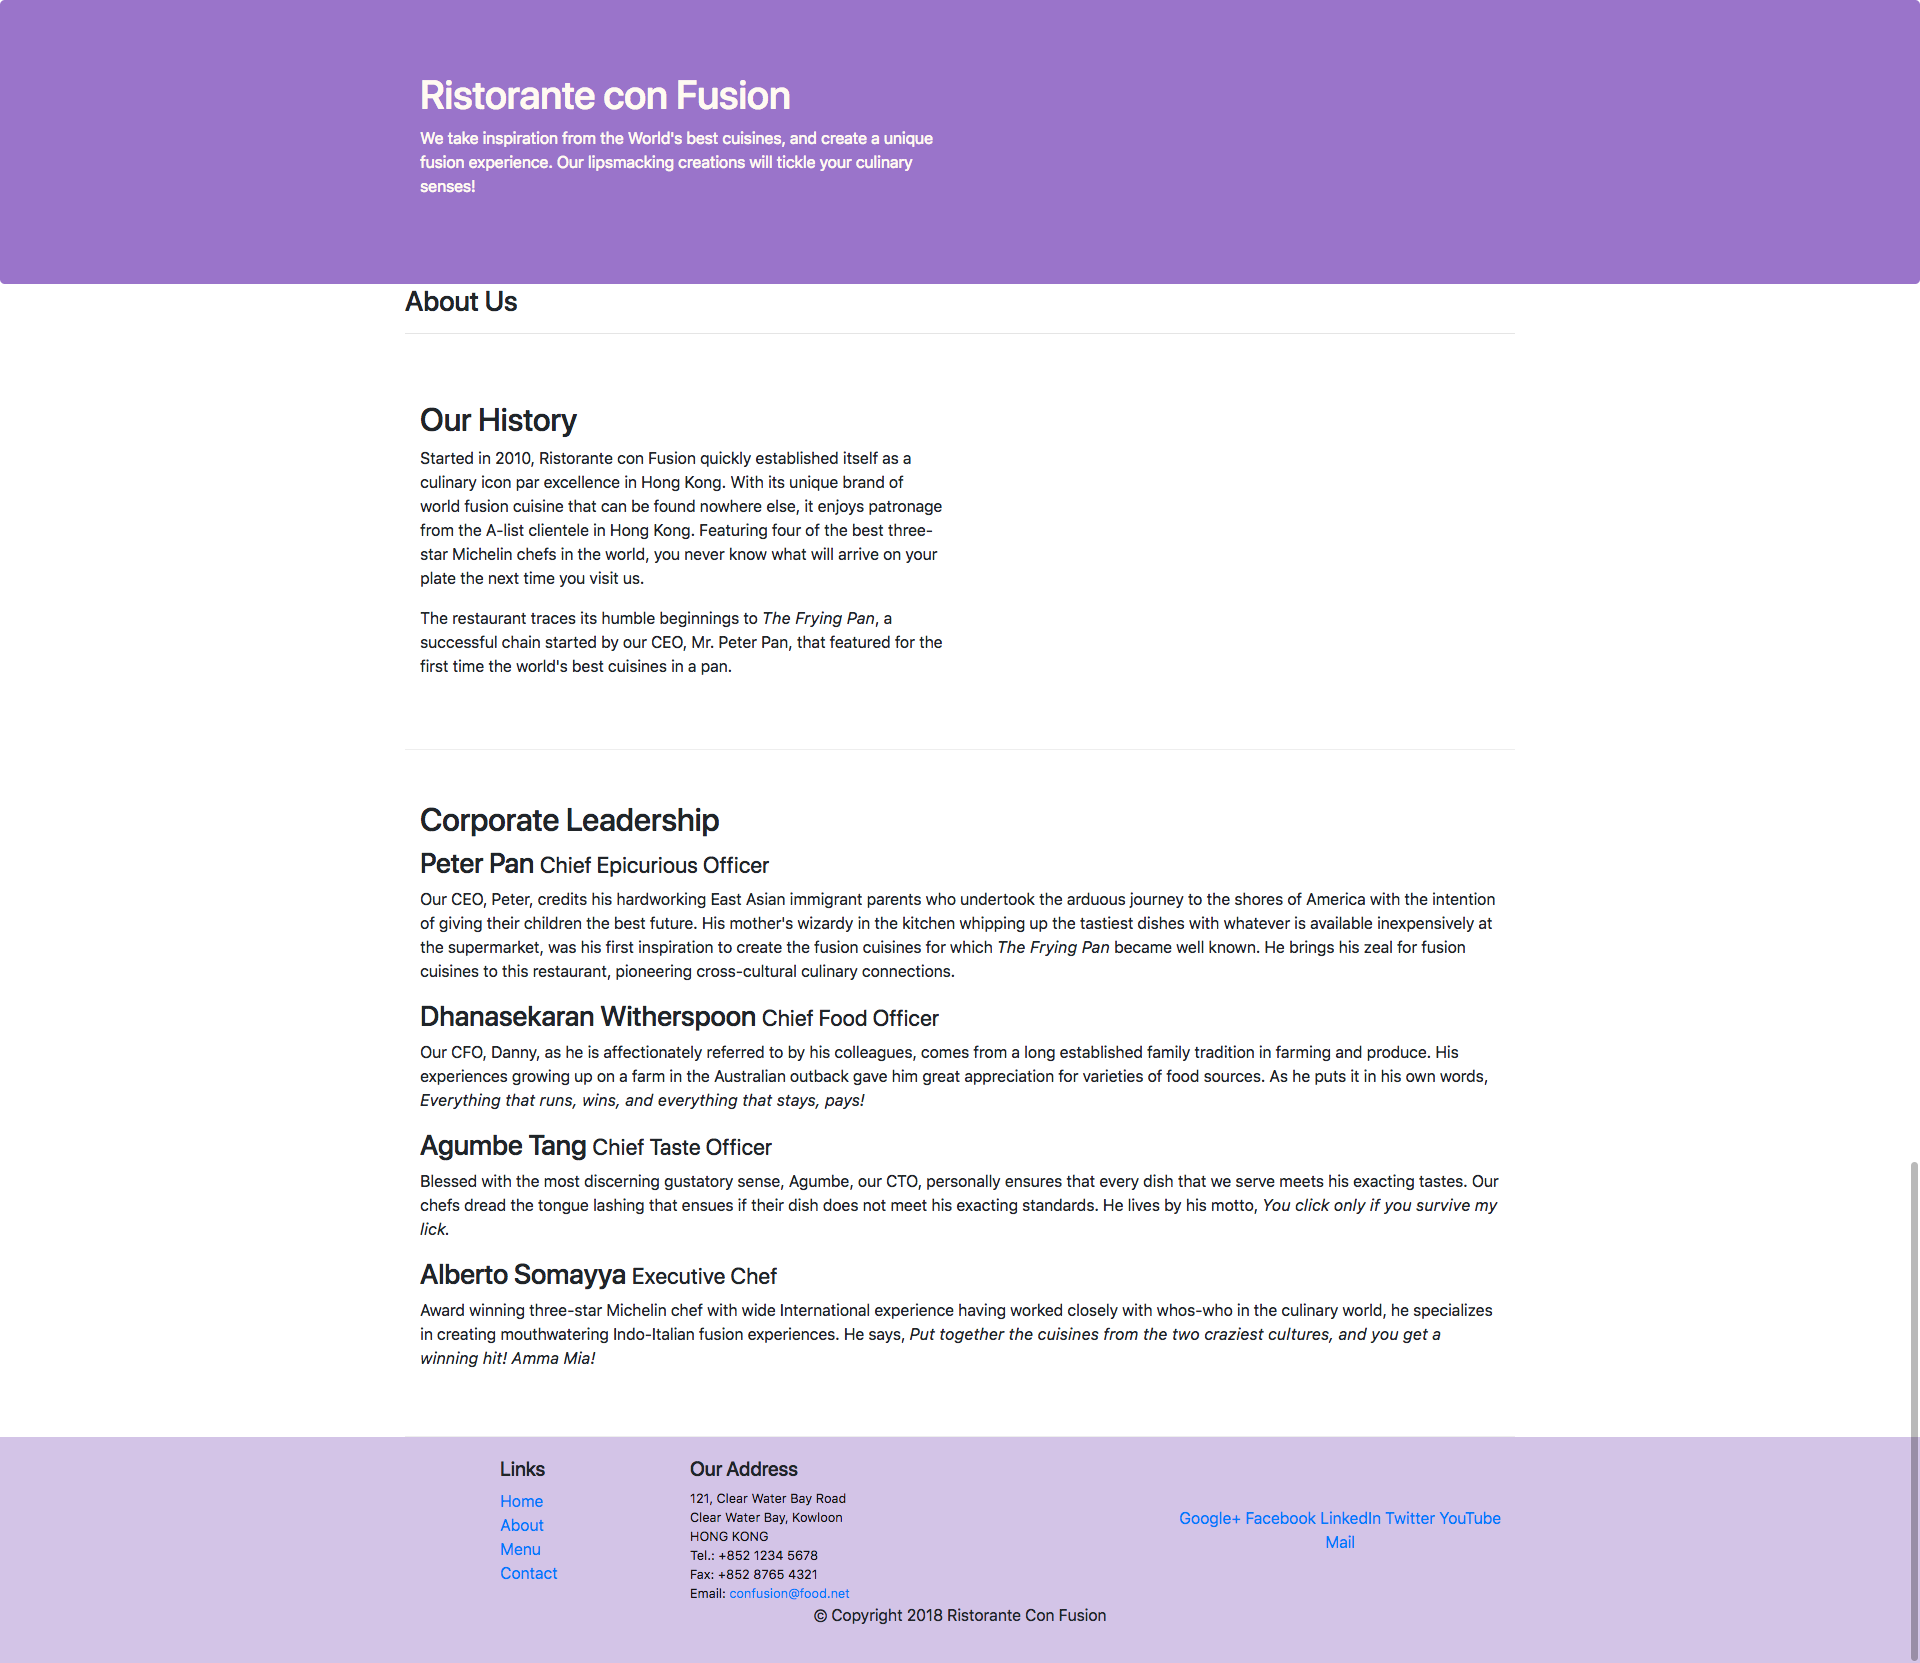 Ristorante con Fusion
We take inspiration from the World's best cuisines, and create a unique
fusion experience. Our lipsmacking creations will tickle your culinary
senses!
About Us
Our History
Started in 2010, Ristorante con Fusion quickly established itself as a
culinary icon par excellence in Hong Kong. With its unique brand of
world fusion cuisine that can be found nowhere else, it enjoys patronage
from the A-list clientele in Hong Kong. Featuring four of the best three-
star Michelin chefs in the world, you never know what will arrive on your
plate the next time you visit us.
The restaurant traces its humble beginnings to The Frying Pan, a
successful chain started by our CEO, Mr. Peter Pan, that featured for the
first time the world's best cuisines in a pan.
Corporate Leadership
Peter Pan Chief Epicurious Officer
Our CEO, Peter, credits his hardworking East Asian immigrant parents who undertook the arduous journey to the shores of America with the intention
of giving their children the best future. His mother's wizardy in the kitchen whipping up the tastiest dishes with whatever is available inexpensively at
the supermarket, was his first inspiration to create the fusion cuisines for which The Frying Pan became well known. He brings his zeal for fusion
cuisines to this restaurant, pioneering cross-cultural culinary connections.
Dhanasekaran Witherspoon Chief Food Officer
Our CFO, Danny, as he is affectionately referred to by his colleagues, comes from a long established family tradition in farming and produce. His
experiences growing up on a farm in the Australian outback gave him great appreciation for varieties of food sources. As he puts it in his own words,
Everything that runs, wins, and everything that stays, pays!
Agumbe Tang Chief Taste Officer
Blessed with the most discerning gustatory sense, Agumbe, our CTO, personally ensures that every dish that we serve meets his exacting tastes. Our
chefs dread the tongue lashing that ensues if their dish does not meet his exacting standards. He lives by his motto, You click only if you survive my
lick.
Alberto Somayya Executive Chef
Award winning three-star Michelin chef with wide International experience having worked closely with whos-who in the culinary world, he specializes
in creating mouthwatering Indo-Italian fusion experiences. He says, Put together the cuisines from the two craziest cultures, and you get a
winning hit! Amma Mia!
Links
Home
About
Menu
Contact
Our Address
121, Clear Water Bay Road
Clear Water Bay, Kowloon
HONG KONG
Tel.: +852 1234 5678
Fax: +852 8765 4321
Email: confusion@food.net
Google+ Facebook LinkedIn Twitter YouTube
Mail
© Copyright 2018 Ristorante Con Fusion